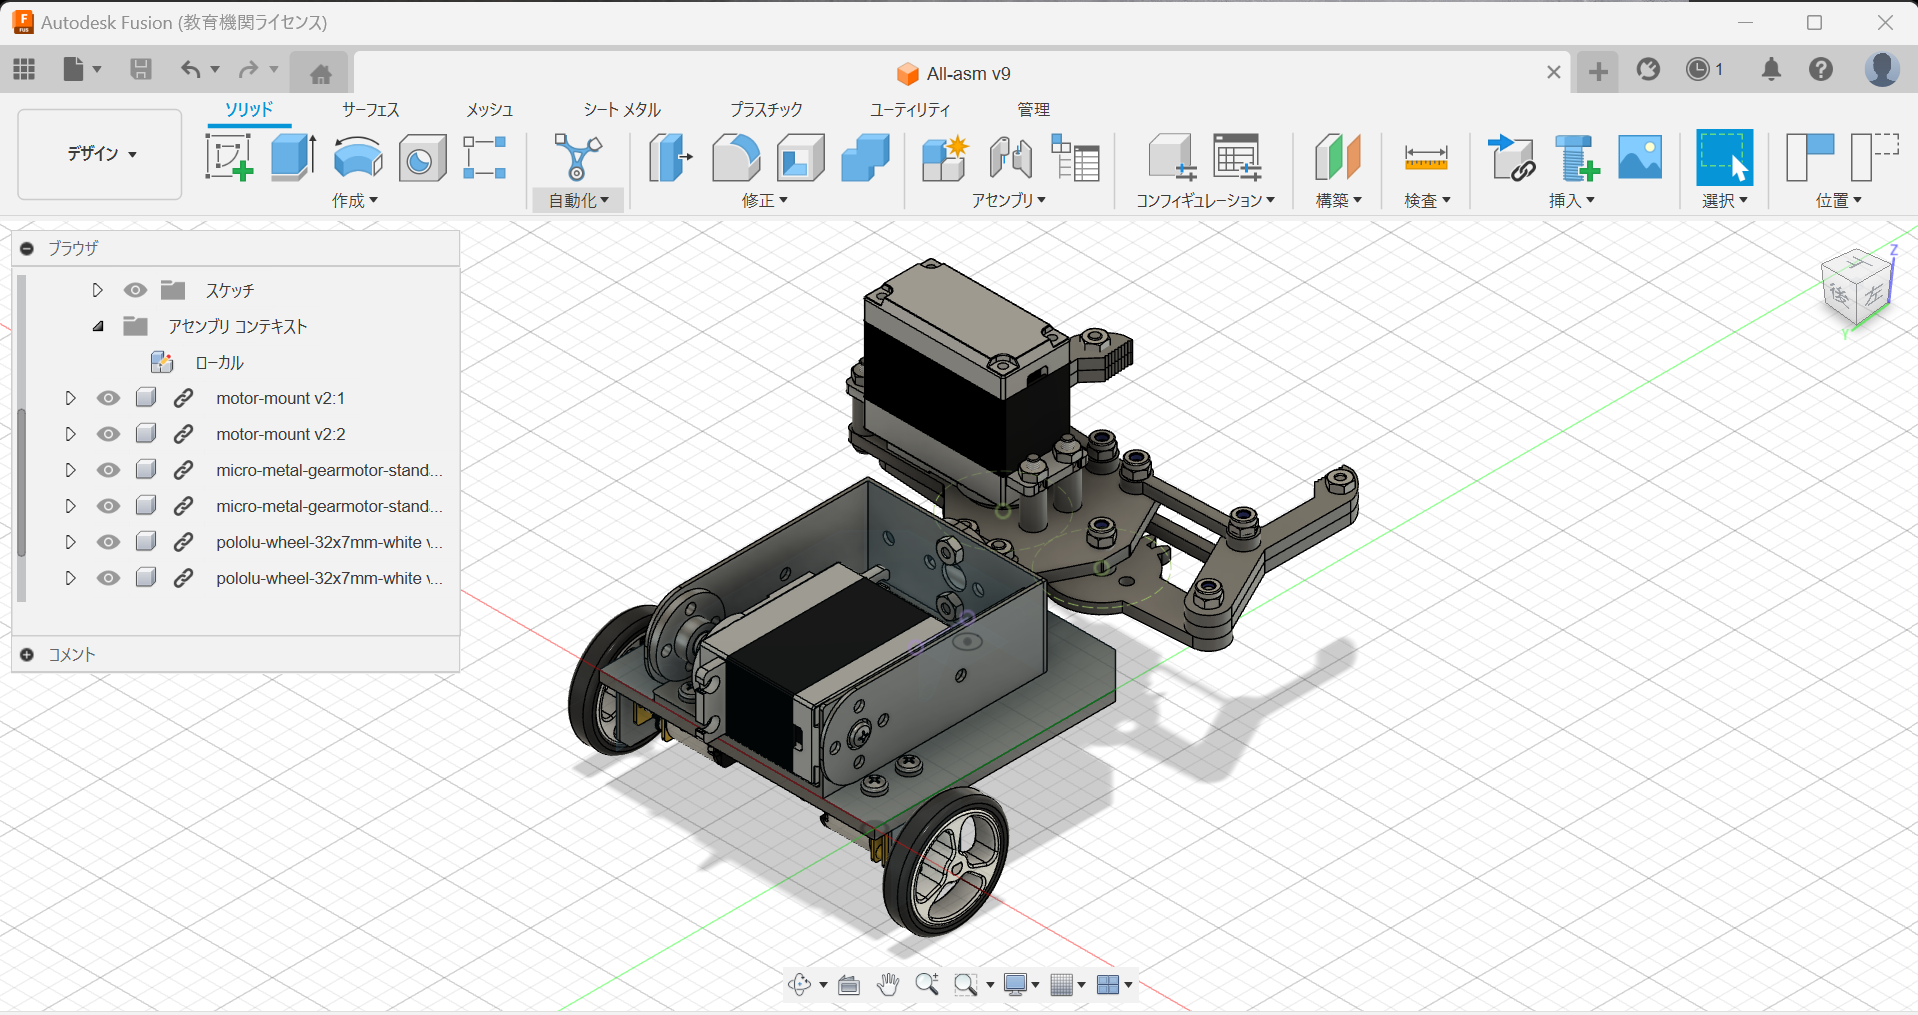 Autodesk Fusion (教育機関ライセンス)
All-asm v9
1
デザイン
ソリッド サーフェス メッシュ シート メタル プラスチック ユーティリティ 管理
作成 自動化 修正 アセンブリ コンフィギュレーション 構築 検査 挿入 選択 位置
ブラウザ
スケッチ
アセンブリ コンテキスト
ローカル
motor-mount v2:1
motor-mount v2:2
micro-metal-gearmotor-stand...
micro-metal-gearmotor-stand...
pololu-wheel-32x7mm-white v...
pololu-wheel-32x7mm-white v...
コメント
Z
後 左
Y